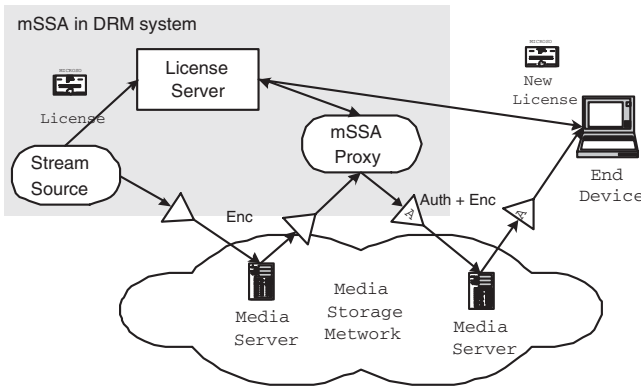 mSSA in DRM system
License
Server
License
New
License
mSSA
Proxy
Stream
Source
End
Device
Enc
Auth + Enc
A
A
Media
Server
Media
Storage
Metwork
Media
Server